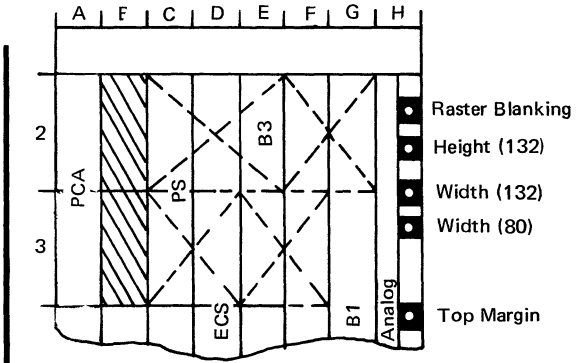 A B C D E F G H
Raster Blanking
2
B3
Height (132)
PCA
PS
Width (132)
Width (80)
3
ECS
B1
Analog
Top Margin